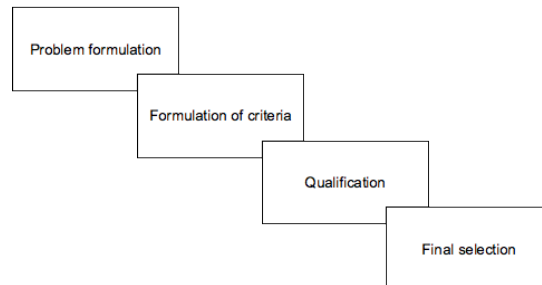 Problem formulation
Formulation of criteria
Qualification
Final selection